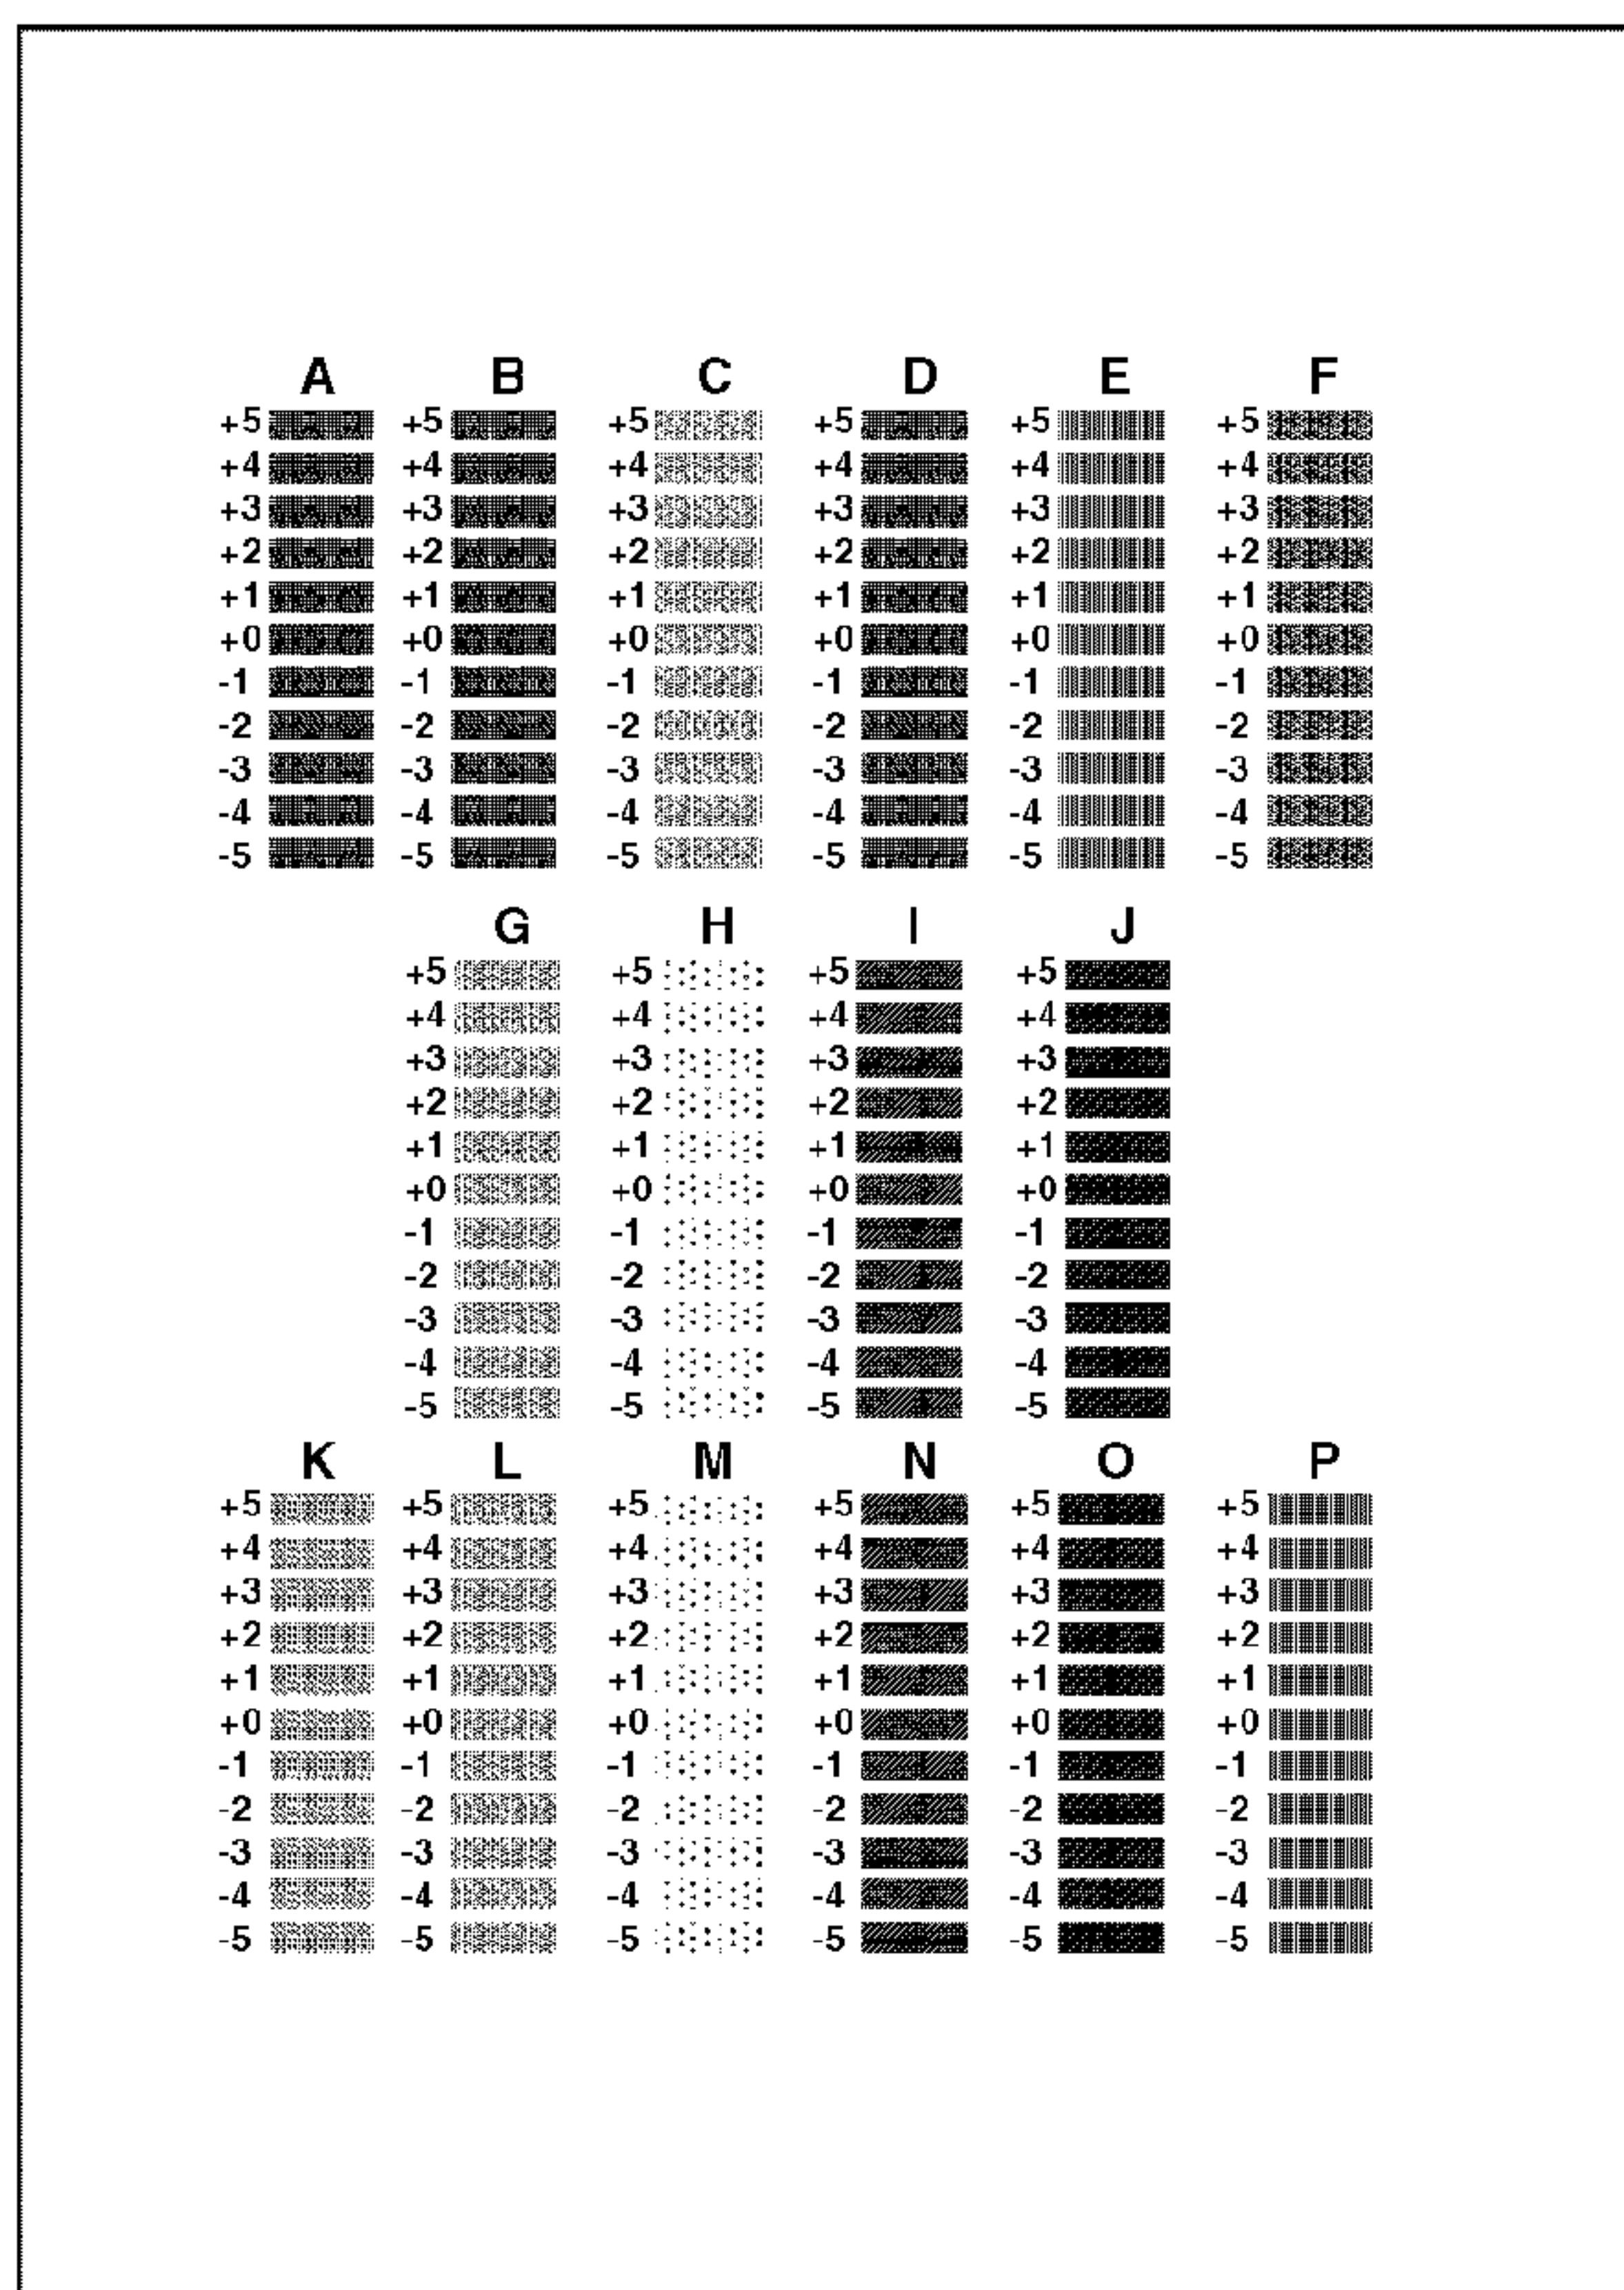 A B C D E F
+5 +5 +5 +5 +5 +5
+4 +4 +4 +4 +4 +4
+3 +3 +3 +3 +3 +3
+2 +2 +2 +2 +2 +2
+1 +1 +1 +1 +1 +1
+0 +0 +0 +0 +0 +0
-1 -1 -1 -1 -1 -1
-2 -2 -2 -2 -2 -2
-3 -3 -3 -3 -3 -3
-4 -4 -4 -4 -4 -4
-5 -5 -5 -5 -5 -5
G H I J
+5 +5 +5 +5
+4 +4 +4 +4
+3 +3 +3 +3
+2 +2 +2 +2
+1 +1 +1 +1
+0 +0 +0 +0
-1 -1 -1 -1
-2 -2 -2 -2
-3 -3 -3 -3
-4 -4 -4 -4
-5 -5 -5 -5
K L M N O P
+5 +5 +5 +5 +5 +5
+4 +4 +4 +4 +4 +4
+3 +3 +3 +3 +3 +3
+2 +2 +2 +2 +2 +2
+1 +1 +1 +1 +1 +1
+0 +0 +0 +0 +0 +0
-1 -1 -1 -1 -1 -1
-2 -2 -2 -2 -2 -2
-3 -3 -3 -3 -3 -3
-4 -4 -4 -4 -4 -4
-5 -5 -5 -5 -5 -5